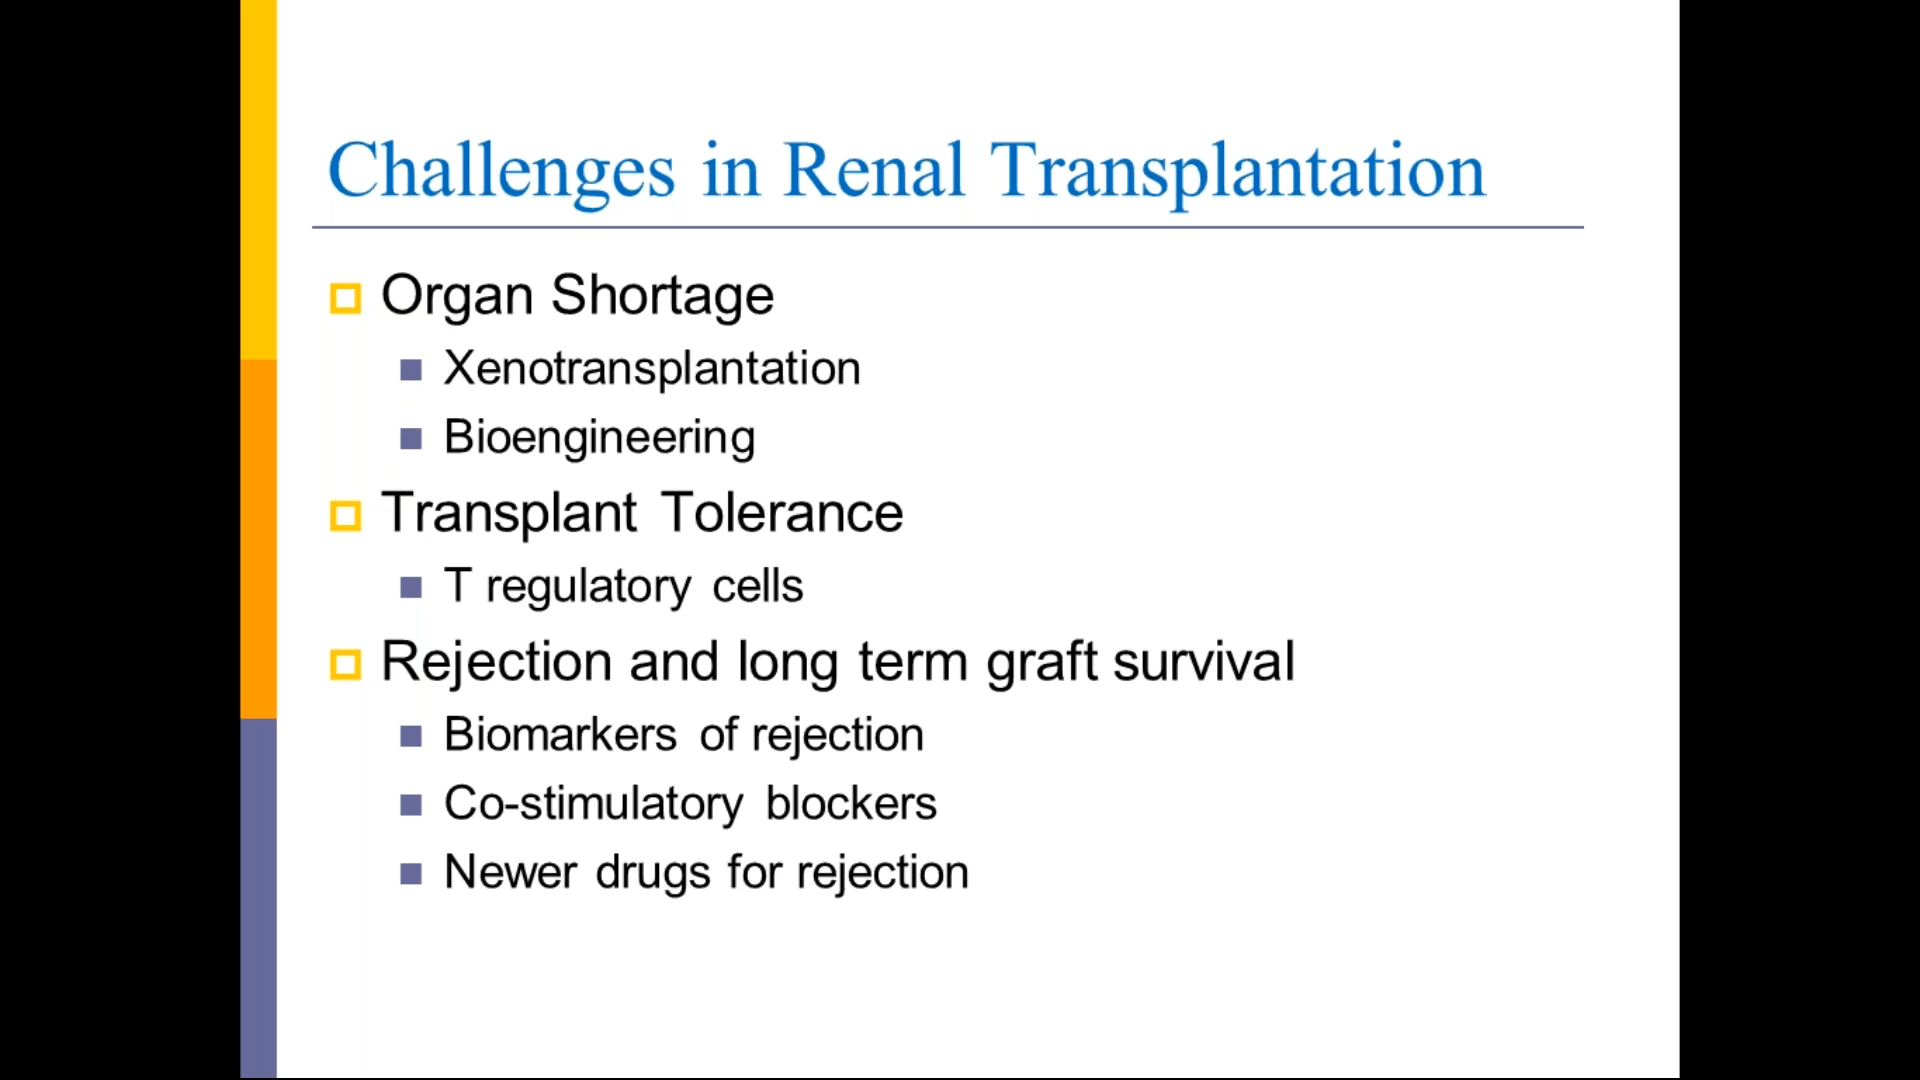 Challenges in Renal Transplantation
Organ Shortage
Xenotransplantation
Bioengineering
Transplant Tolerance
T regulatory cells
Rejection and long term graft survival
Biomarkers of rejection
Co-stimulatory blockers
Newer drugs for rejection